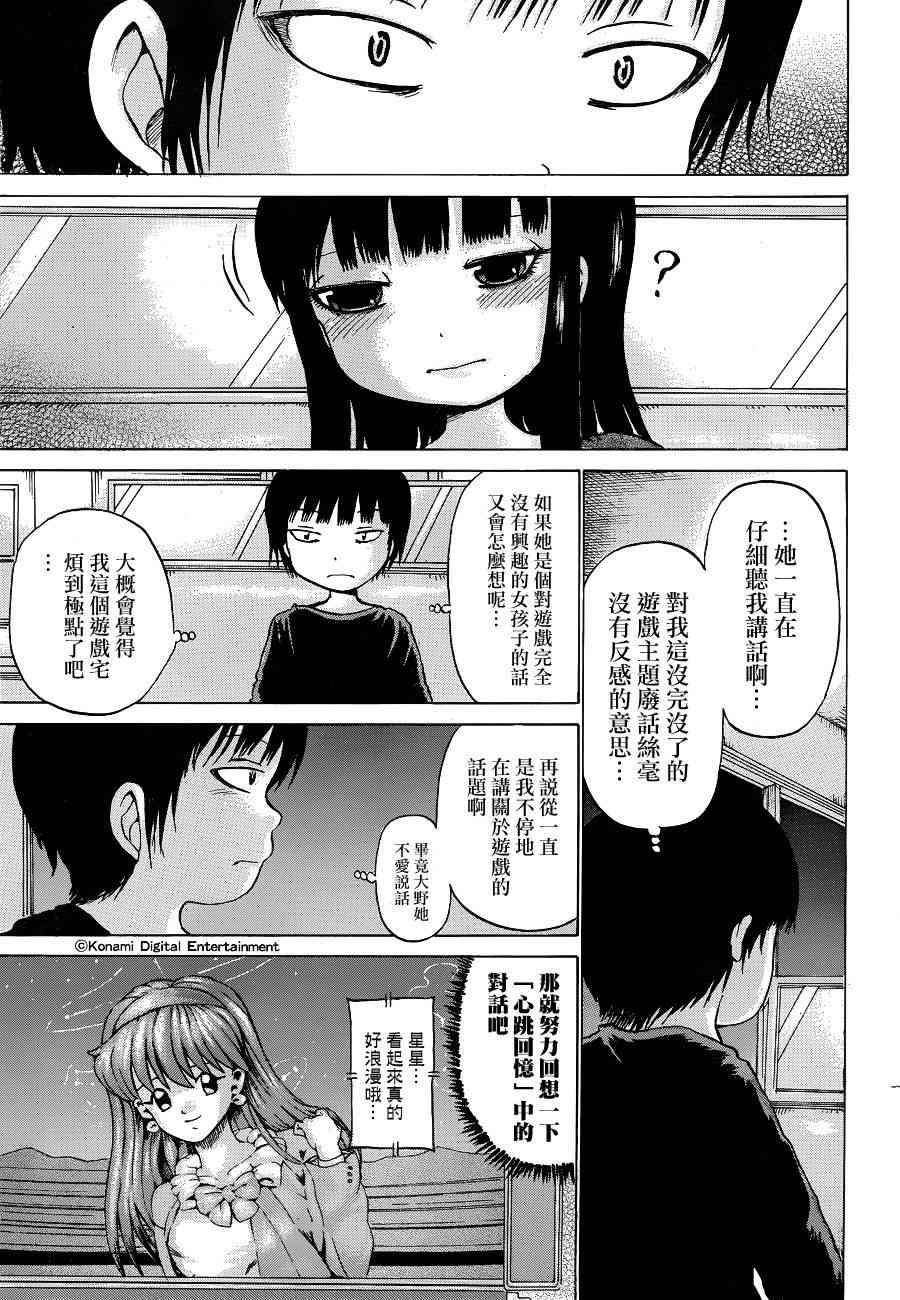 ？
…她一直在
仔細聽我講話啊…
對我這沒完沒了的
遊戲主題廢話絲毫
沒有反感的意思…
如果她是個對遊戲完全
沒有興趣的女孩子的話
又會怎麼想呢…
大概會覺得
我這個遊戲宅
煩到極點了吧
…
再説從一直
是我不停地
在講關於遊戲的
話題啊
畢竟大野她
不愛說話
©Konami Digital Entertainment
那就努力回想一下
「心跳回憶」中的
對話吧
星星…
看起來真的
好浪漫哦…